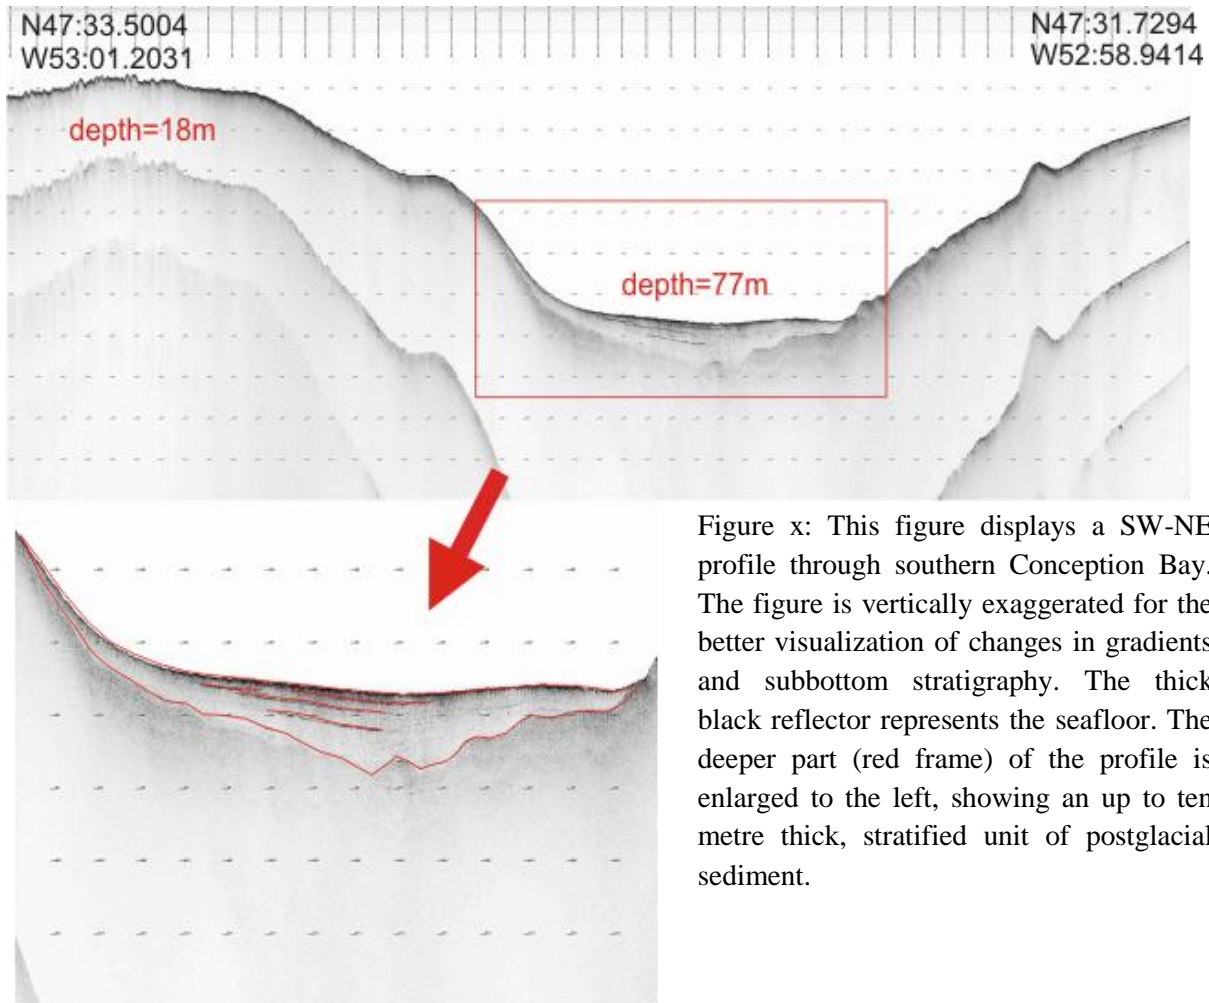 N47:33.5004
W53:01.2031
N47:31.7294
W52:58.9414
depth=18m
depth=77m
Figure x: This figure displays a SW-NE
profile through southern Conception Bay.
The figure is vertically exaggerated for the
better visualization of changes in gradients
and subbottom stratigraphy. The thick
black reflector represents the seafloor. The
deeper part (red frame) of the profile is
enlarged to the left, showing an up to ten
metre thick, stratified unit of postglacial
sediment.